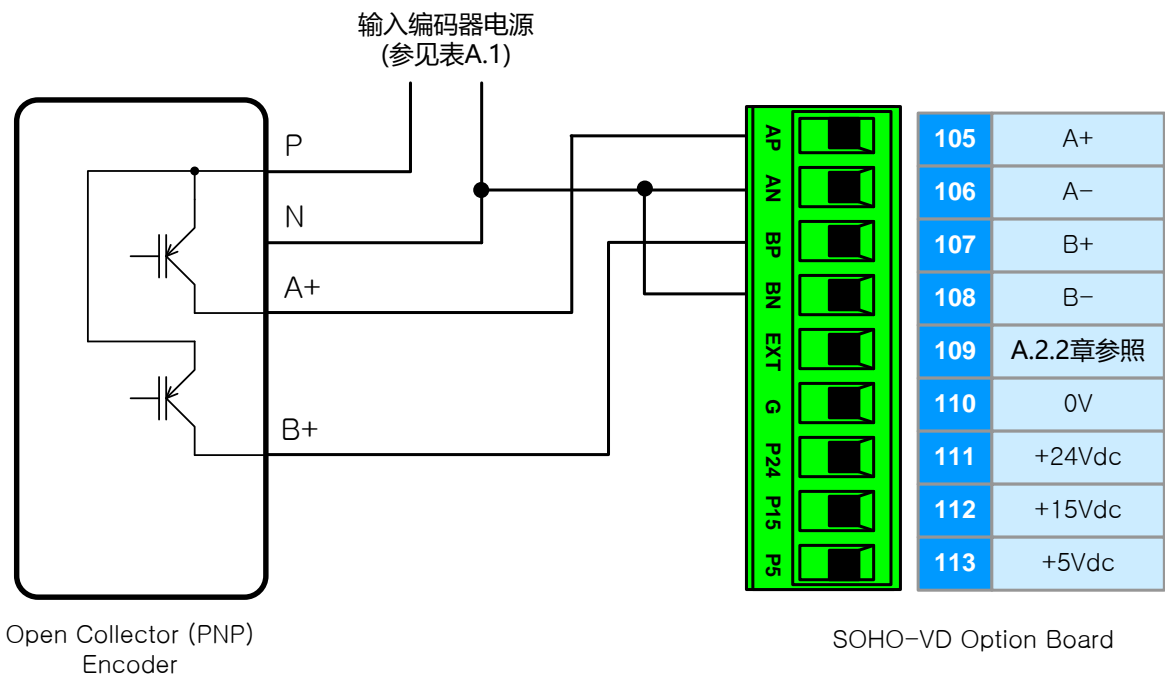 输入编码器电源
(参见表A.1)
P
N
A+
B+
Open Collector (PNP)
Encoder
AP
AN
BP
BN
EXT
G
P24
P15
P5
105 A+
106 A-
107 B+
108 B-
109 A.2.2章参照
110 0V
111 +24Vdc
112 +15Vdc
113 +5Vdc
SOHO-VD Option Board